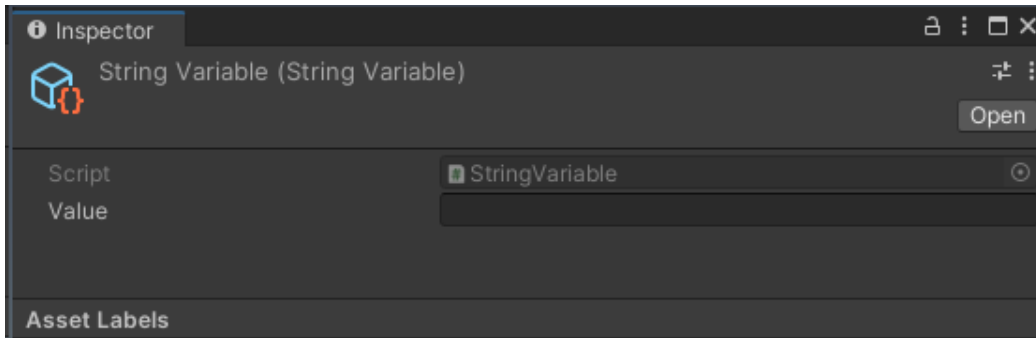 Inspector
String Variable (String Variable)
Open
Script StringVariable
Value
Asset Labels